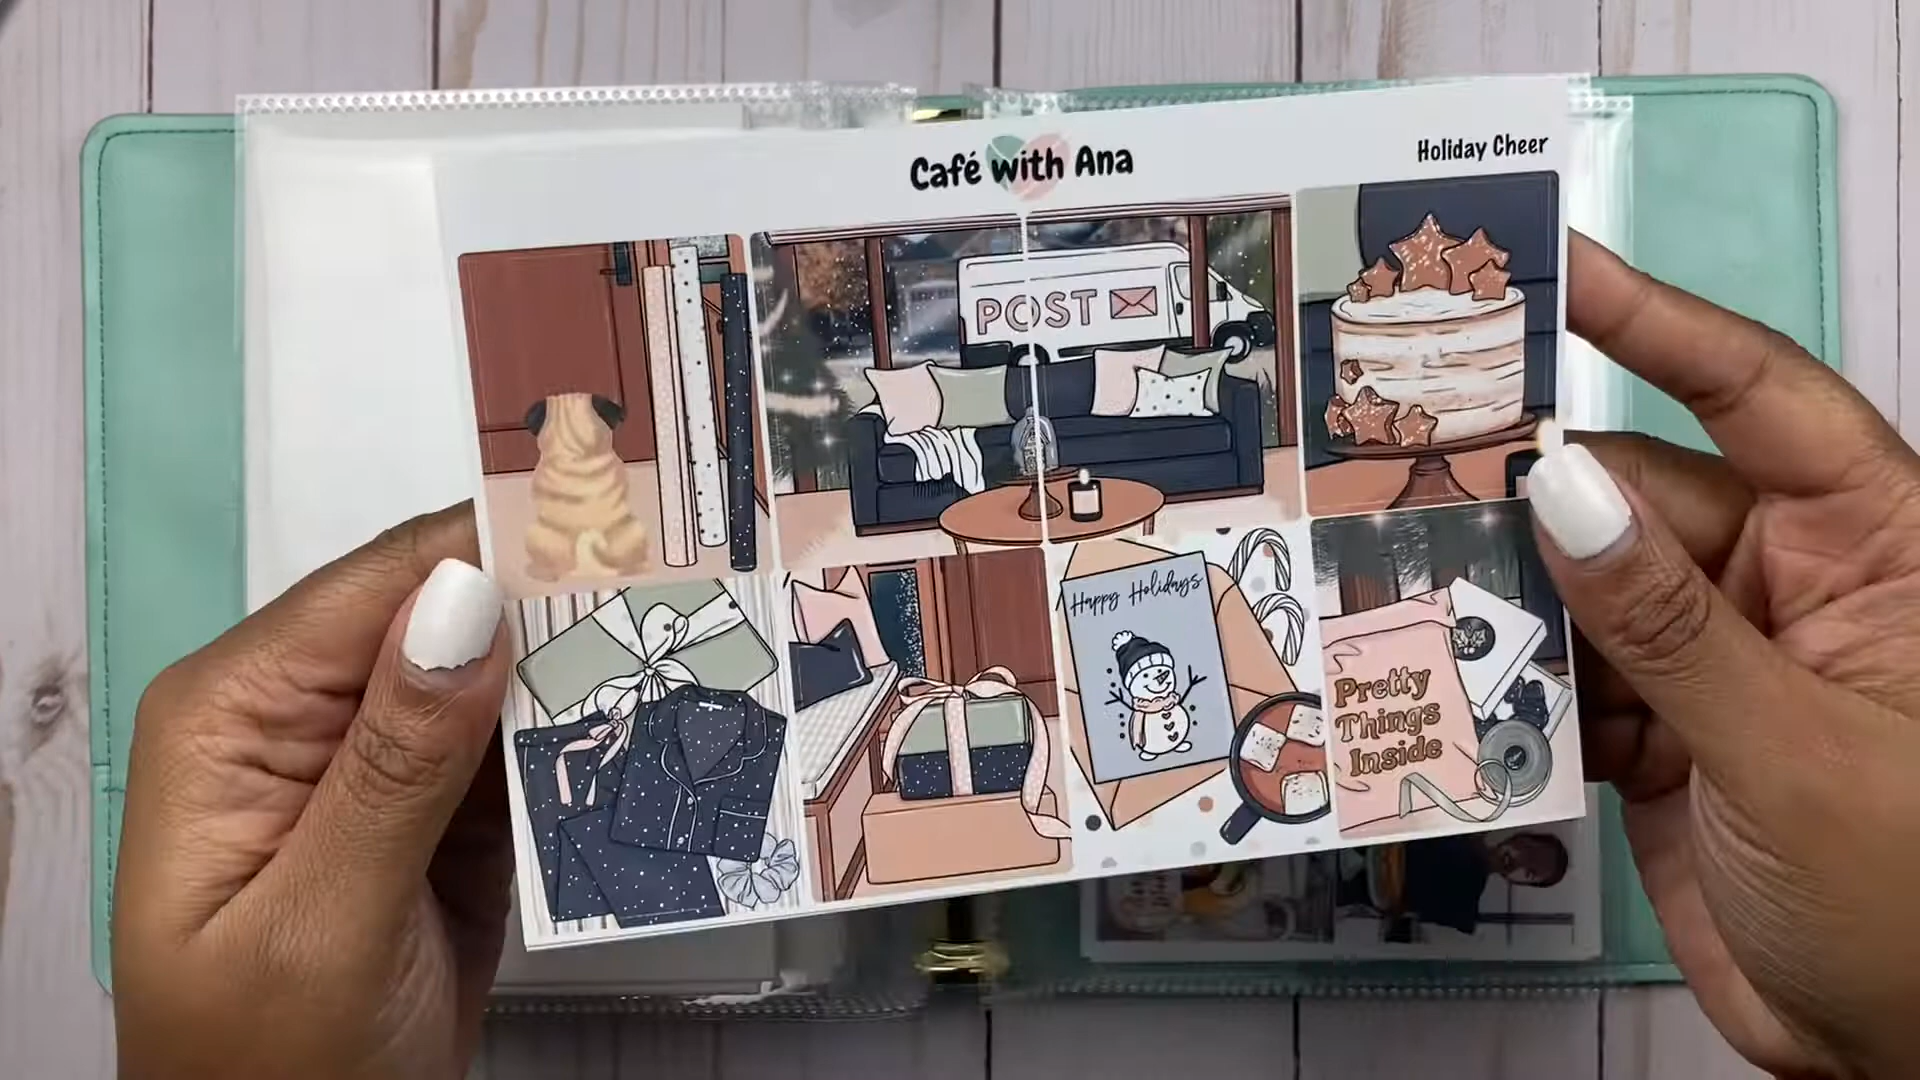 Café with Ana
Holiday Cheer
POST
Happy Holidays
Pretty
Things
Inside